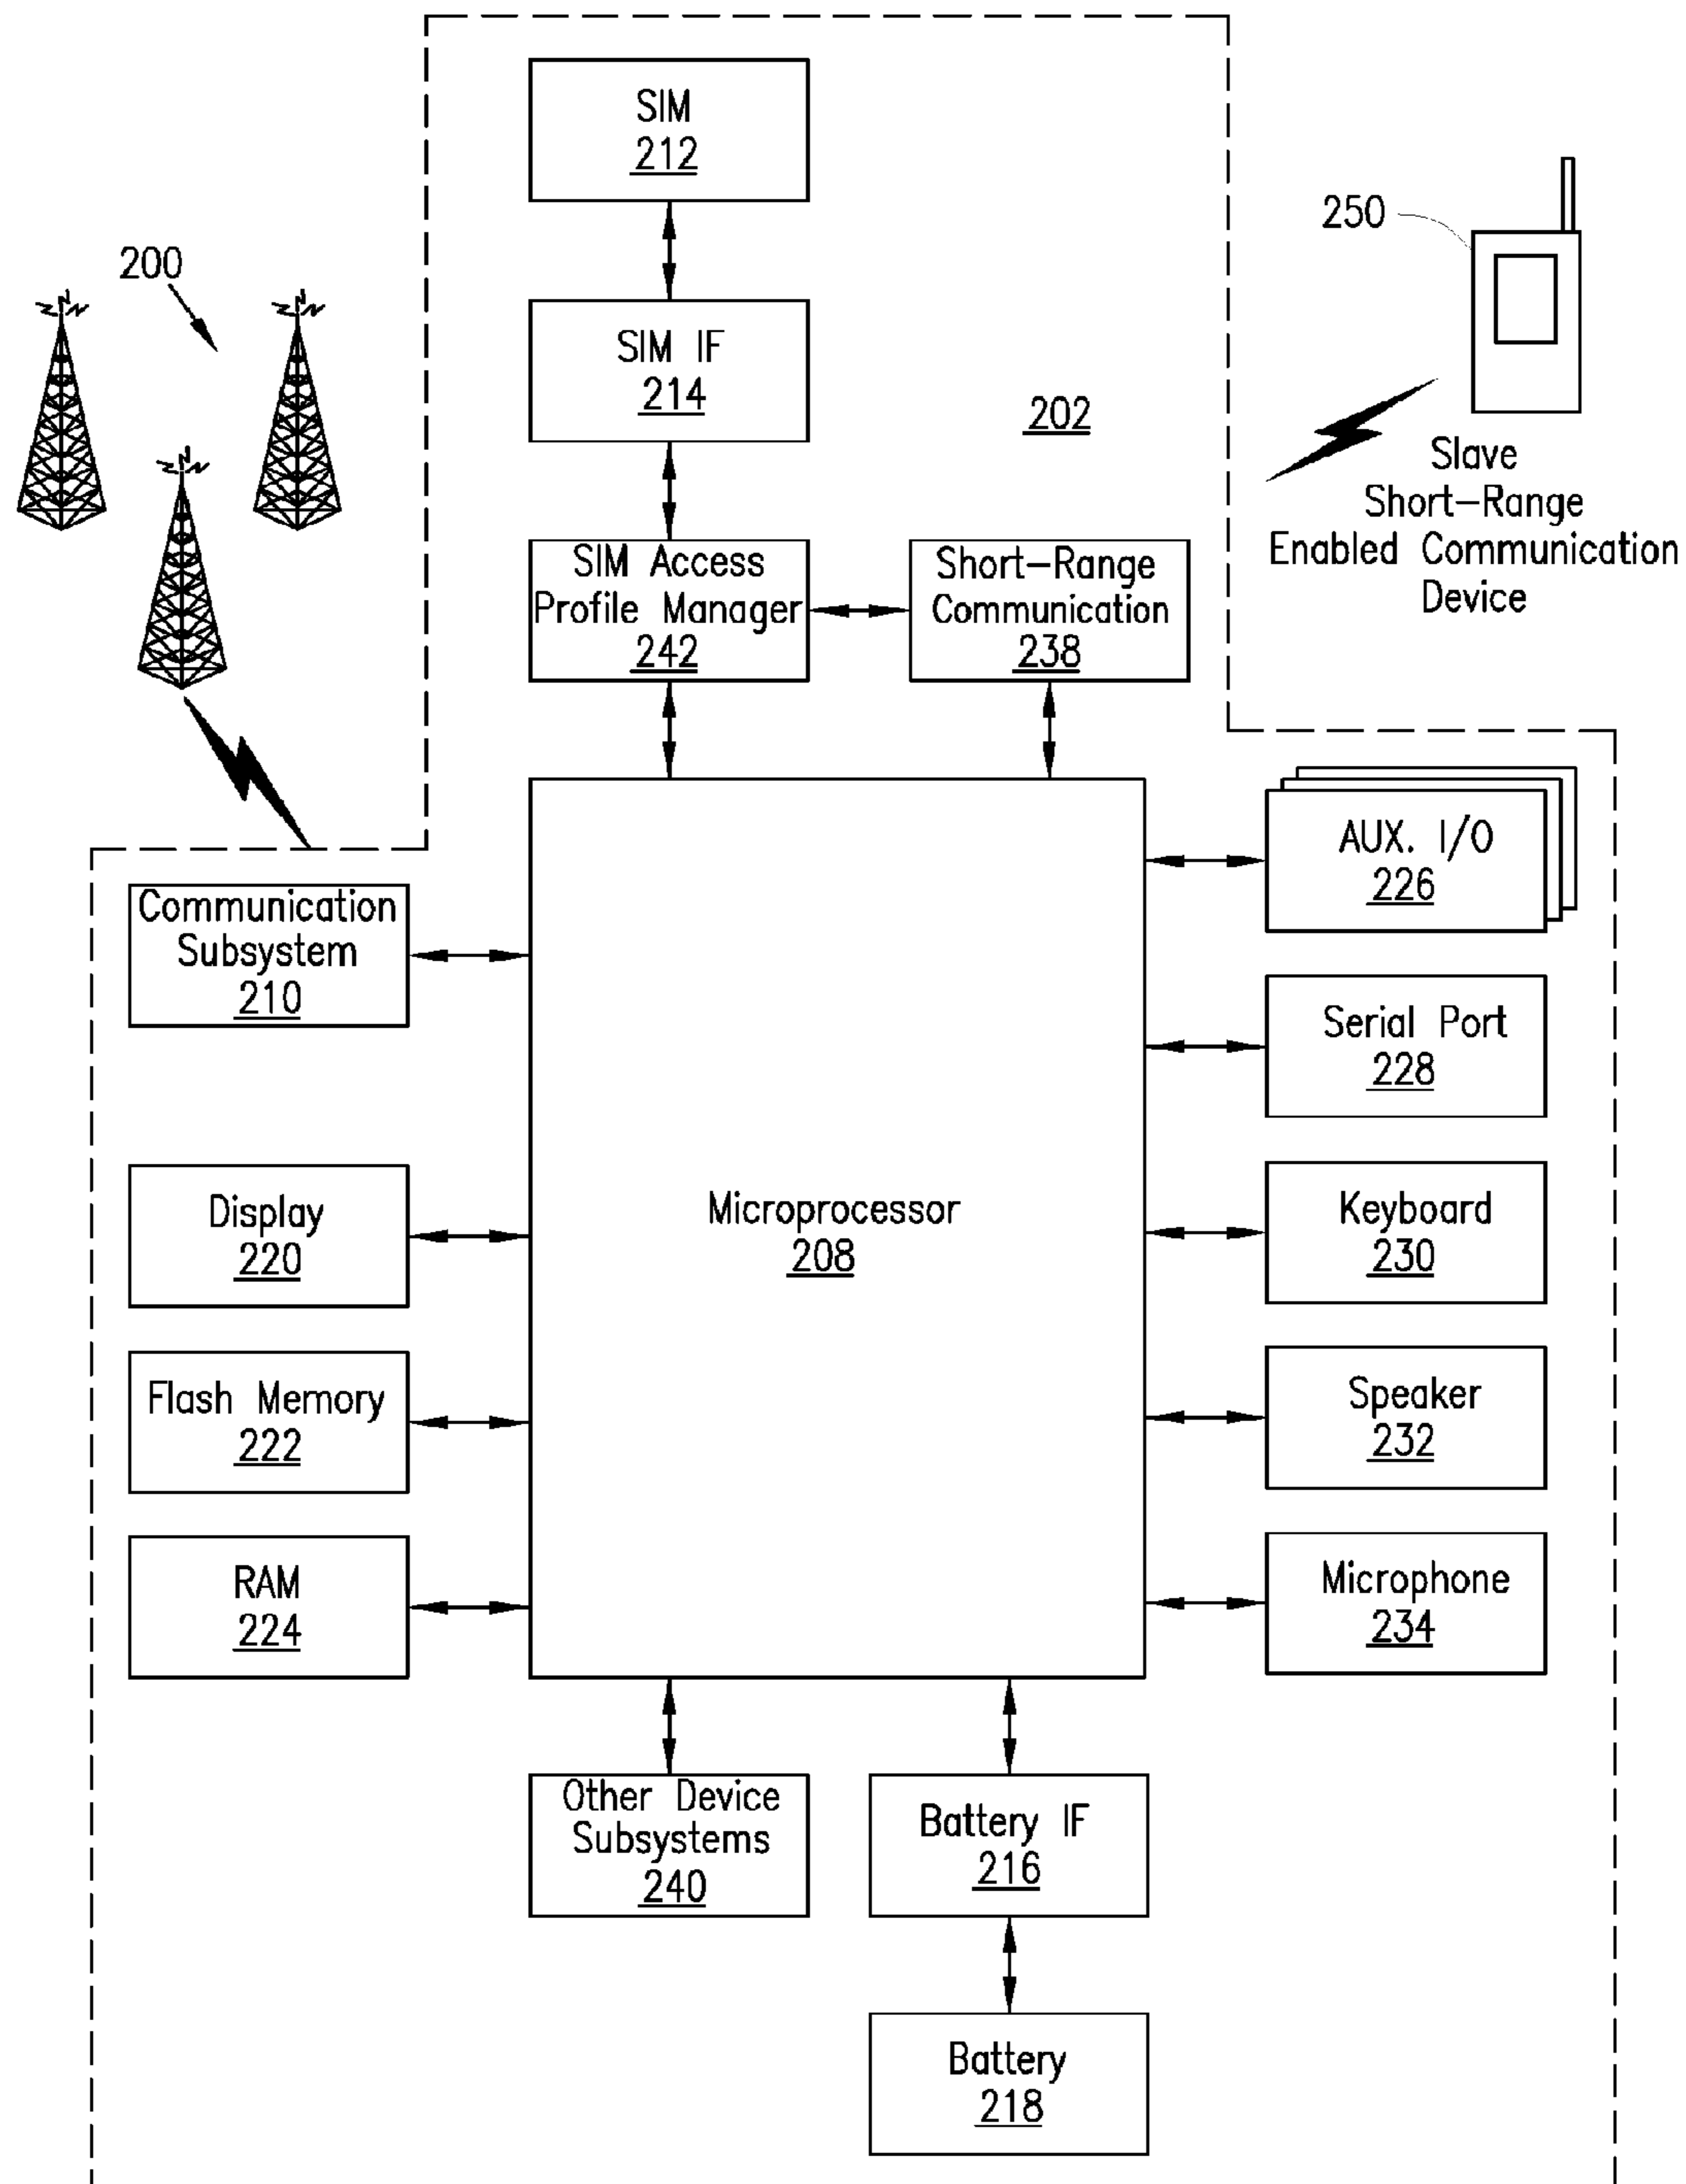 SIM
212
200
250
SIM IF
214
202
Slave
Short-Range
Enabled Communication
Device
SIM Access
Profile Manager
242
Short-Range
Communication
238
AUX. I/O
226
Communication
Subsystem
210
Serial Port
228
Display
220
Microprocessor
208
Keyboard
230
Flash Memory
222
Speaker
232
RAM
224
Microphone
234
Other Device
Subsystems
240
Battery IF
216
Battery
218